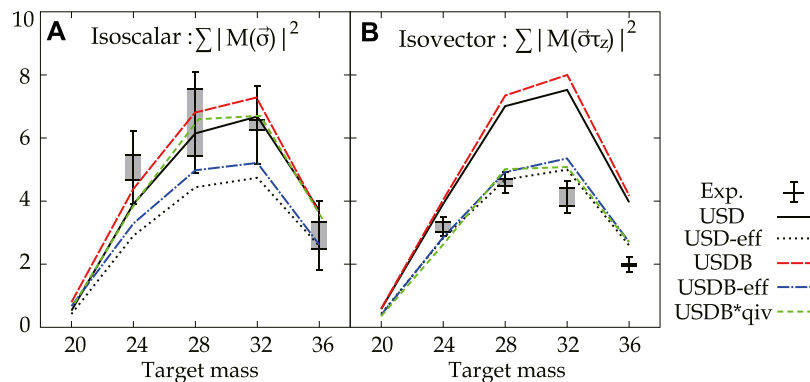 A Isoscalar : ∑ | M(σ⃗) |²
B Isovector : ∑ | M(σ⃗τz) |²
10
8
6
4
2
0
20 24 28 32 36
20 24 28 32 36
Target mass
Target mass
Exp.
USD
USD-eff
USDB
USDB-eff
USDB*qiv